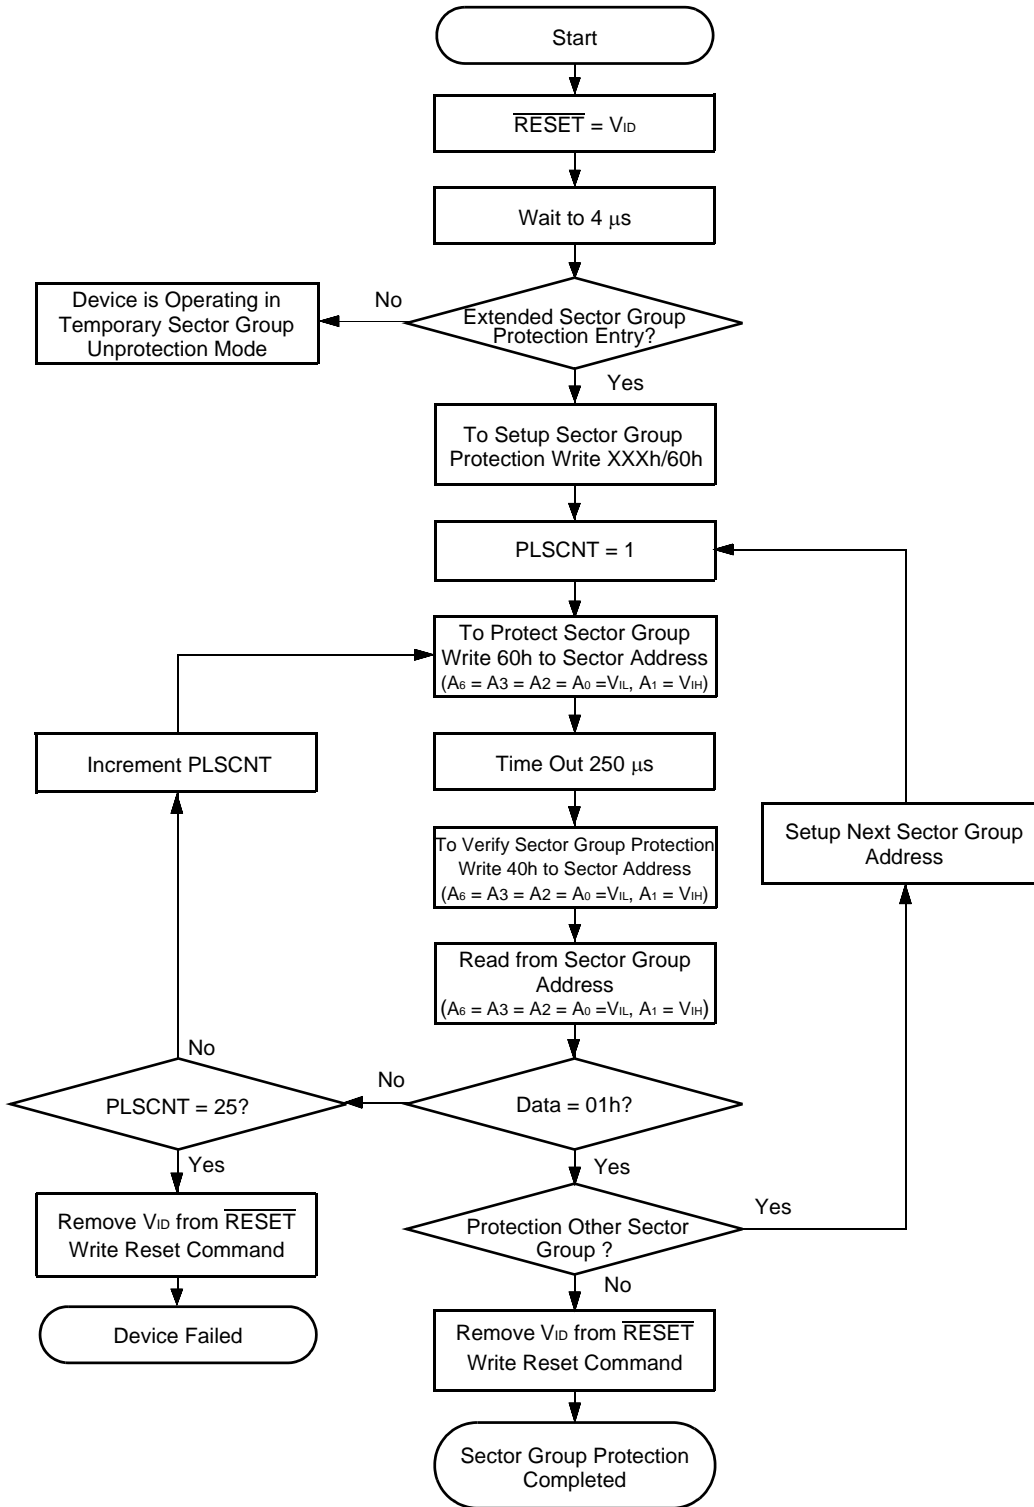 Start
RESET = VID
Wait to 4 μs
Device is Operating in
Temporary Sector Group
Unprotection Mode
No
Extended Sector Group
Protection Entry?
Yes
To Setup Sector Group
Protection Write XXXh/60h
PLSCNT = 1
To Protect Sector Group
Write 60h to Sector Address
(A6 = A3 = A2 = A0 =VIL, A1 = VIH)
Increment PLSCNT
Time Out 250 μs
Setup Next Sector Group
Address
To Verify Sector Group Protection
Write 40h to Sector Address
(A6 = A3 = A2 = A0 =VIL, A1 = VIH)
Read from Sector Group
Address
(A6 = A3 = A2 = A0 =VIL, A1 = VIH)
No
PLSCNT = 25?
No
Data = 01h?
Yes
Yes
Remove VID from RESET
Write Reset Command
Protection Other Sector
Group ?
Yes
No
Device Failed
Remove VID from RESET
Write Reset Command
Sector Group Protection
Completed